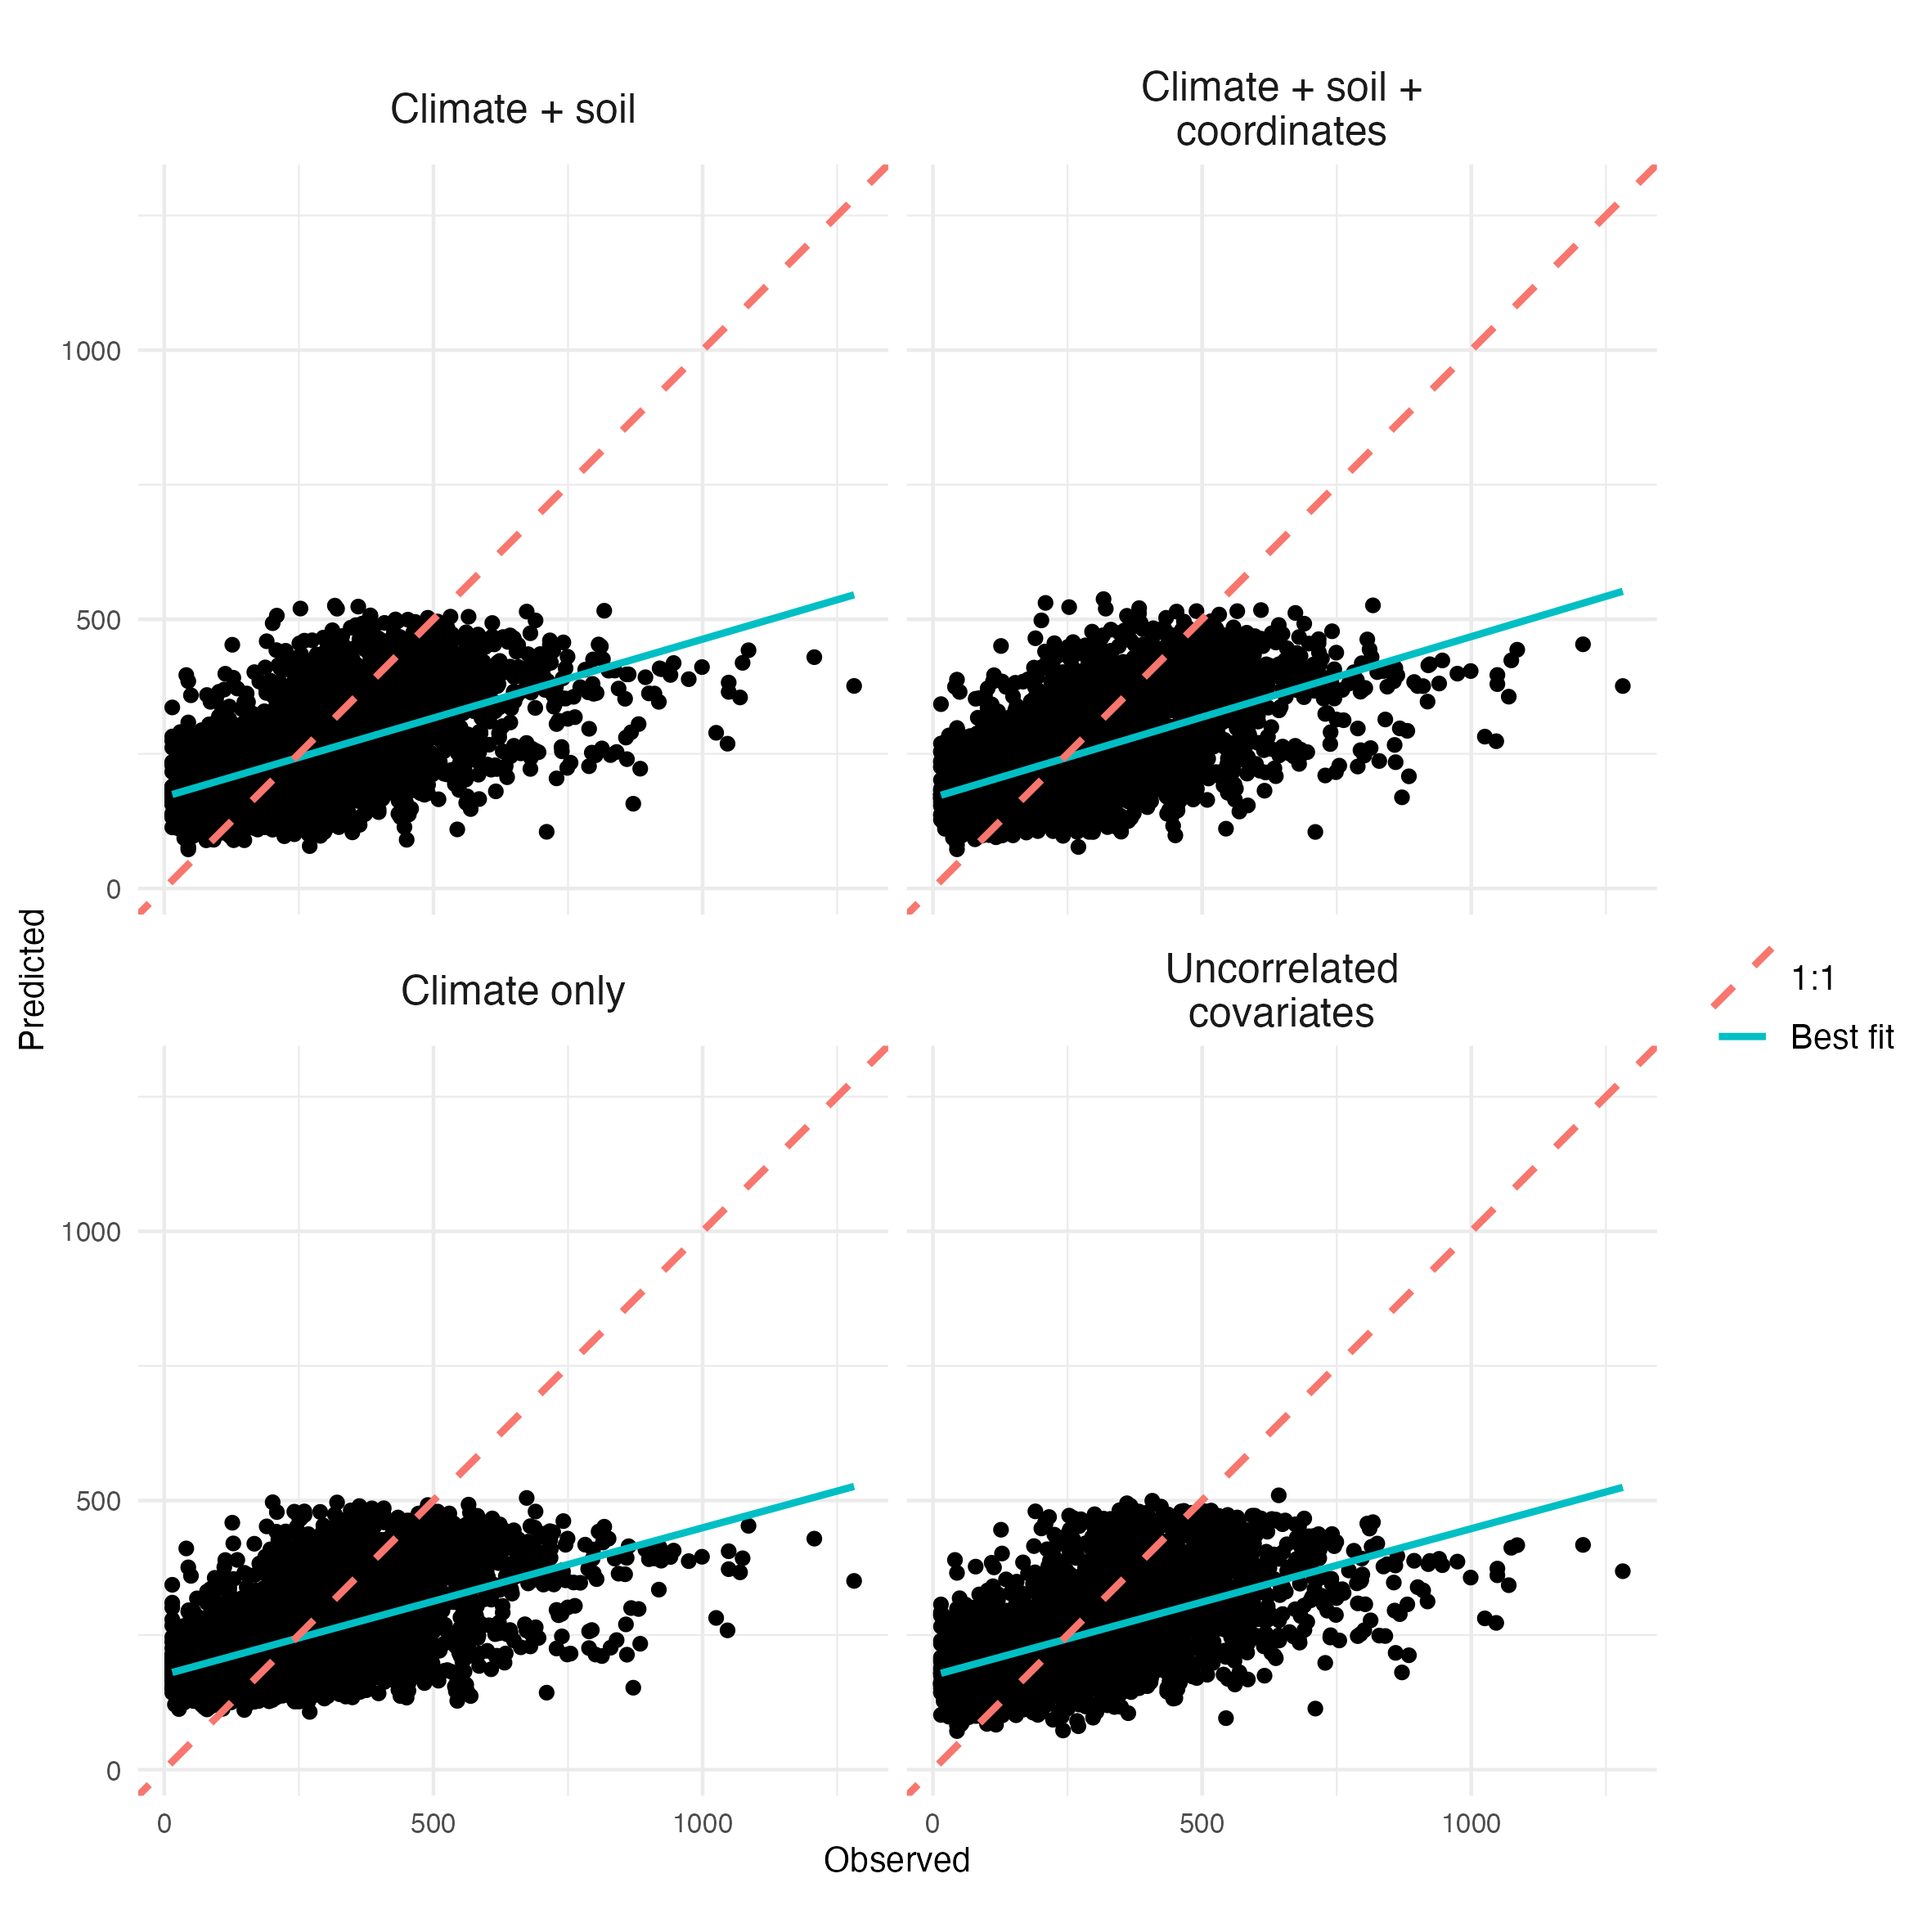 Climate + soil
Climate + soil +
coordinates
1000
500
0
Climate only
Uncorrelated
covariates
1000
500
0
0
500
1000
0
500
1000
Observed
Predicted
1:1
Best fit